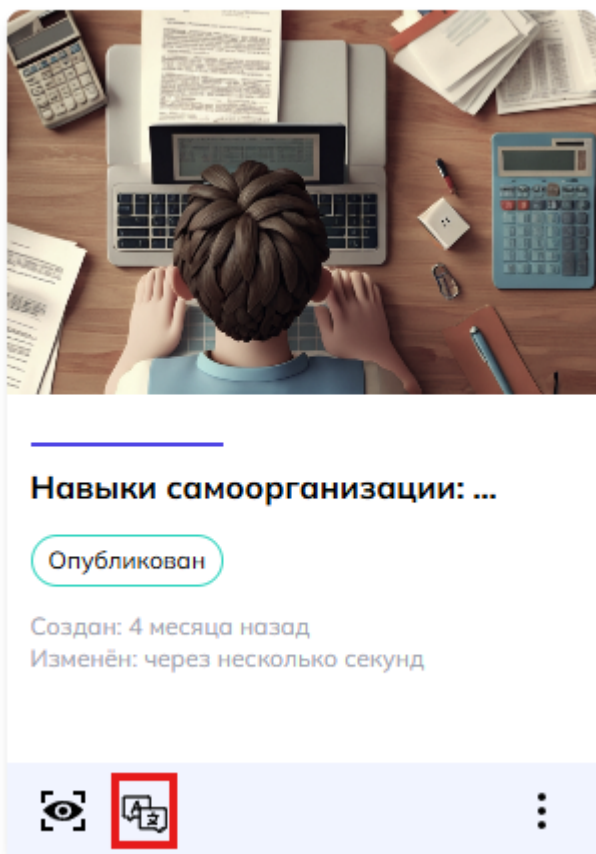 Навыки самоорганизации: ...
Опубликован
Создан: 4 месяца назад
Изменён: через несколько секунд